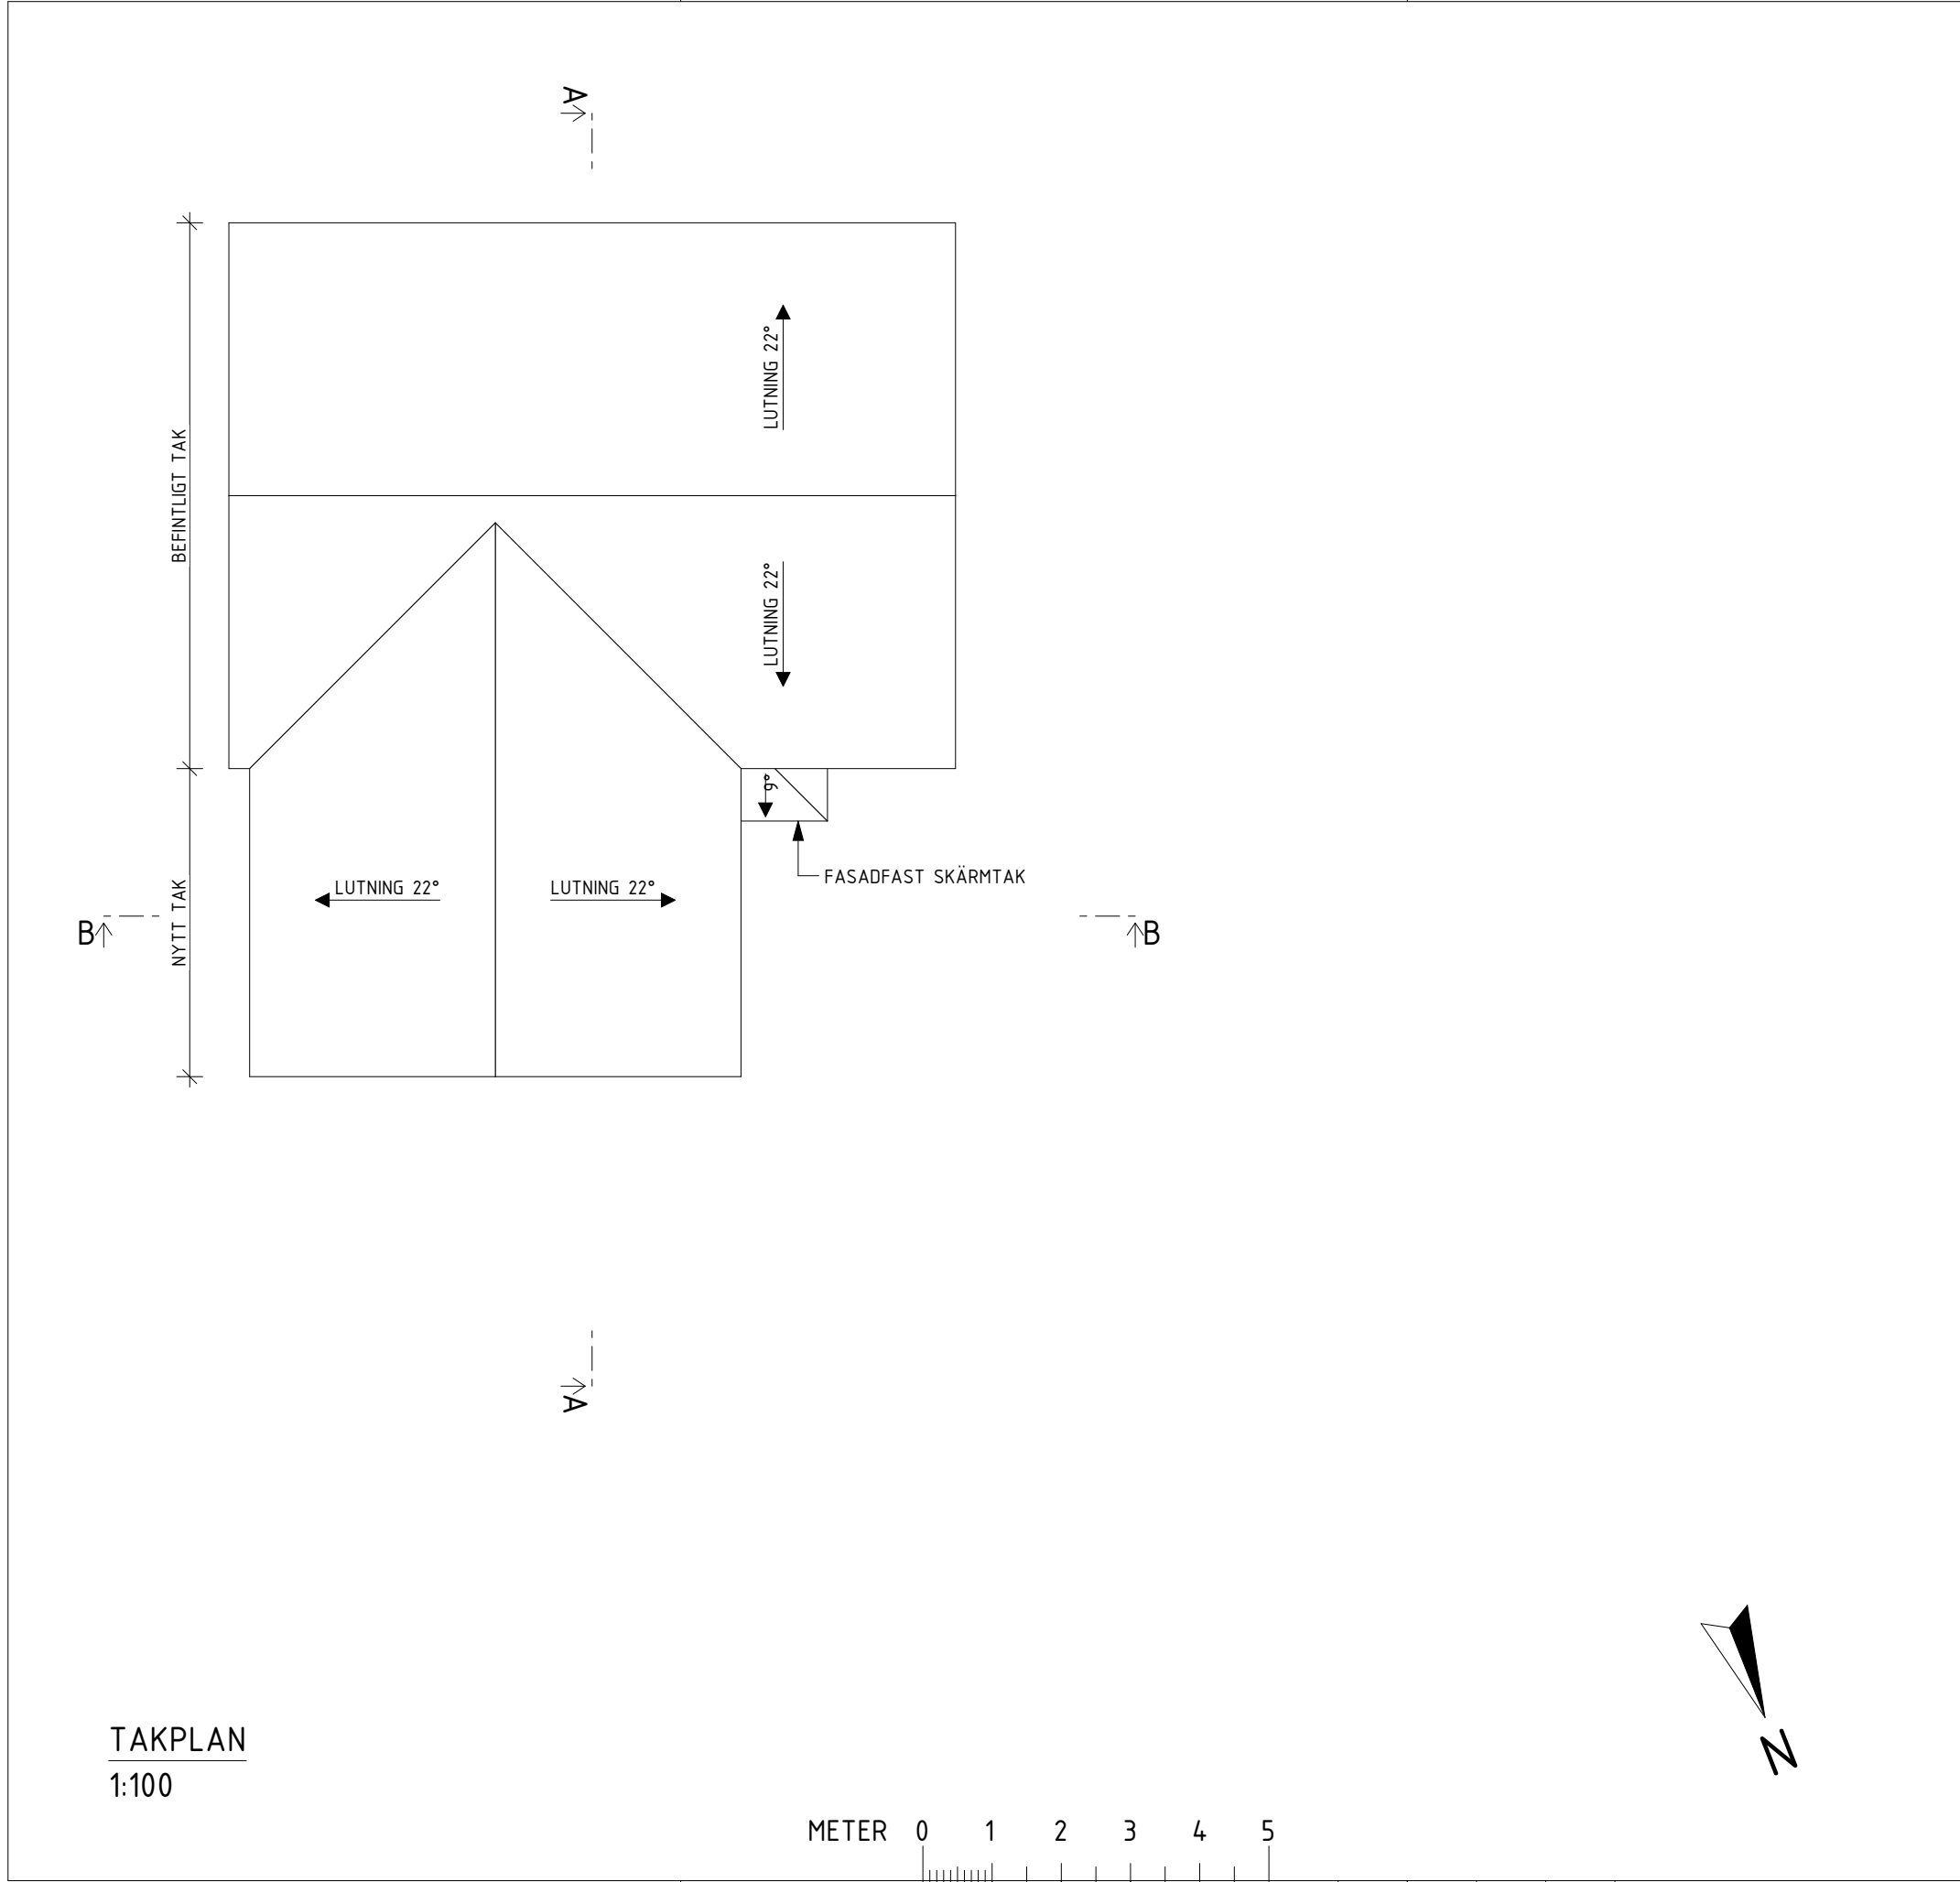 A
LUTNING 22°
BEFINTLIGT TAK
LUTNING 22°
9°
FASADFAST SKÄRMTAK
LUTNING 22°
LUTNING 22°
NYTT TAK
B
B
A
N
TAKPLAN
1:100
METER 0 1 2 3 4 5